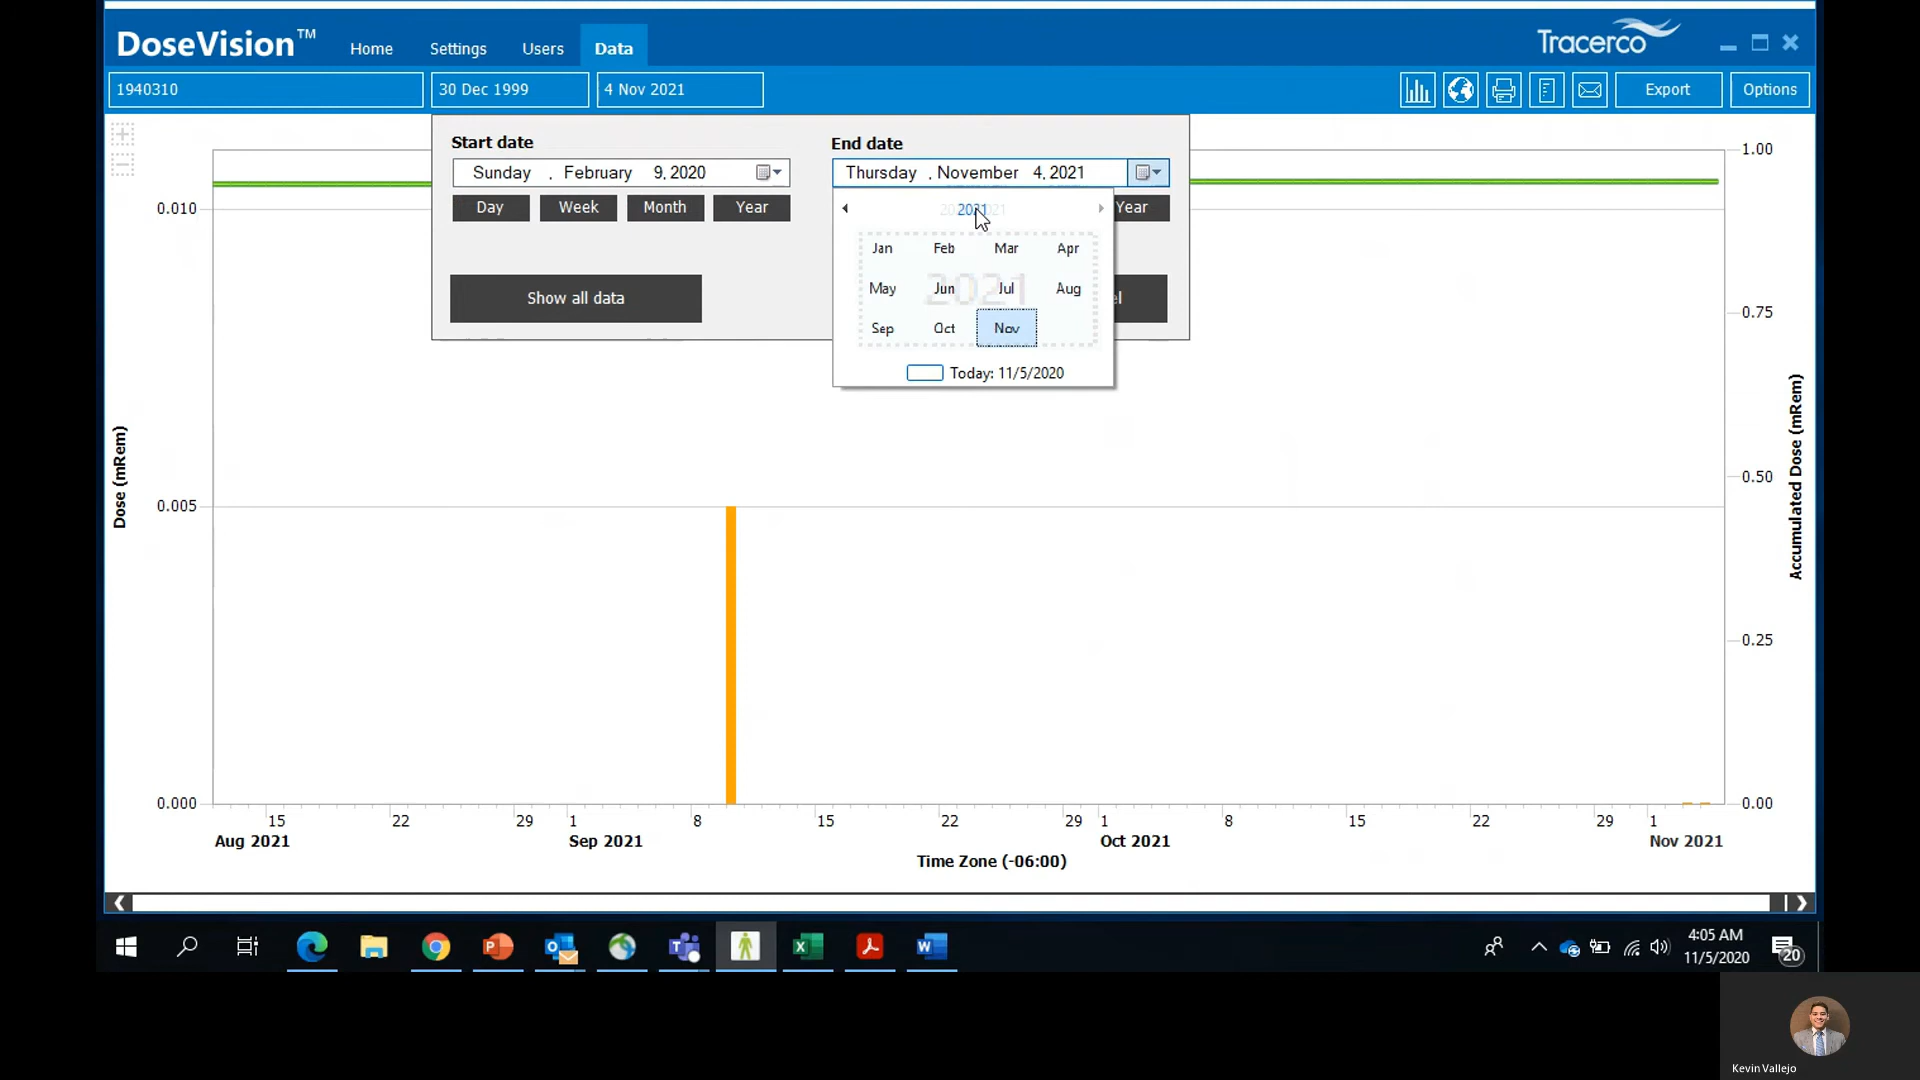 DoseVision™
Home
Settings
Users
Data
Tracerco
1940310
30 Dec 1999
4 Nov 2021
Export
Options
Start date
End date
Sunday , February 9, 2020
Thursday , November 4, 2021
Day
Week
Month
Year
Year
2021
Jan
Feb
Mar
Apr
May
Jun
Jul
Aug
Sep
Oct
Nov
Today: 11/5/2020
Show all data
Dose (mRem)
0.010
0.005
0.000
Accumulated Dose (mRem)
1.00
0.75
0.50
0.25
0.00
15
22
29
1
8
15
22
29
1
8
15
22
29
1
Aug 2021
Sep 2021
Oct 2021
Nov 2021
Time Zone (-06:00)
4:05 AM
11/5/2020
20
Kevin Vallejo